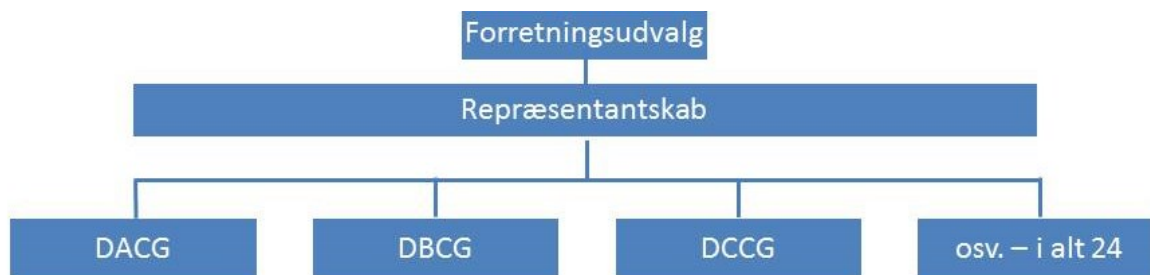 Forretningsudvalg
Repræsentantskab
DACG
DBCG
DCCG
osv. – i alt 24